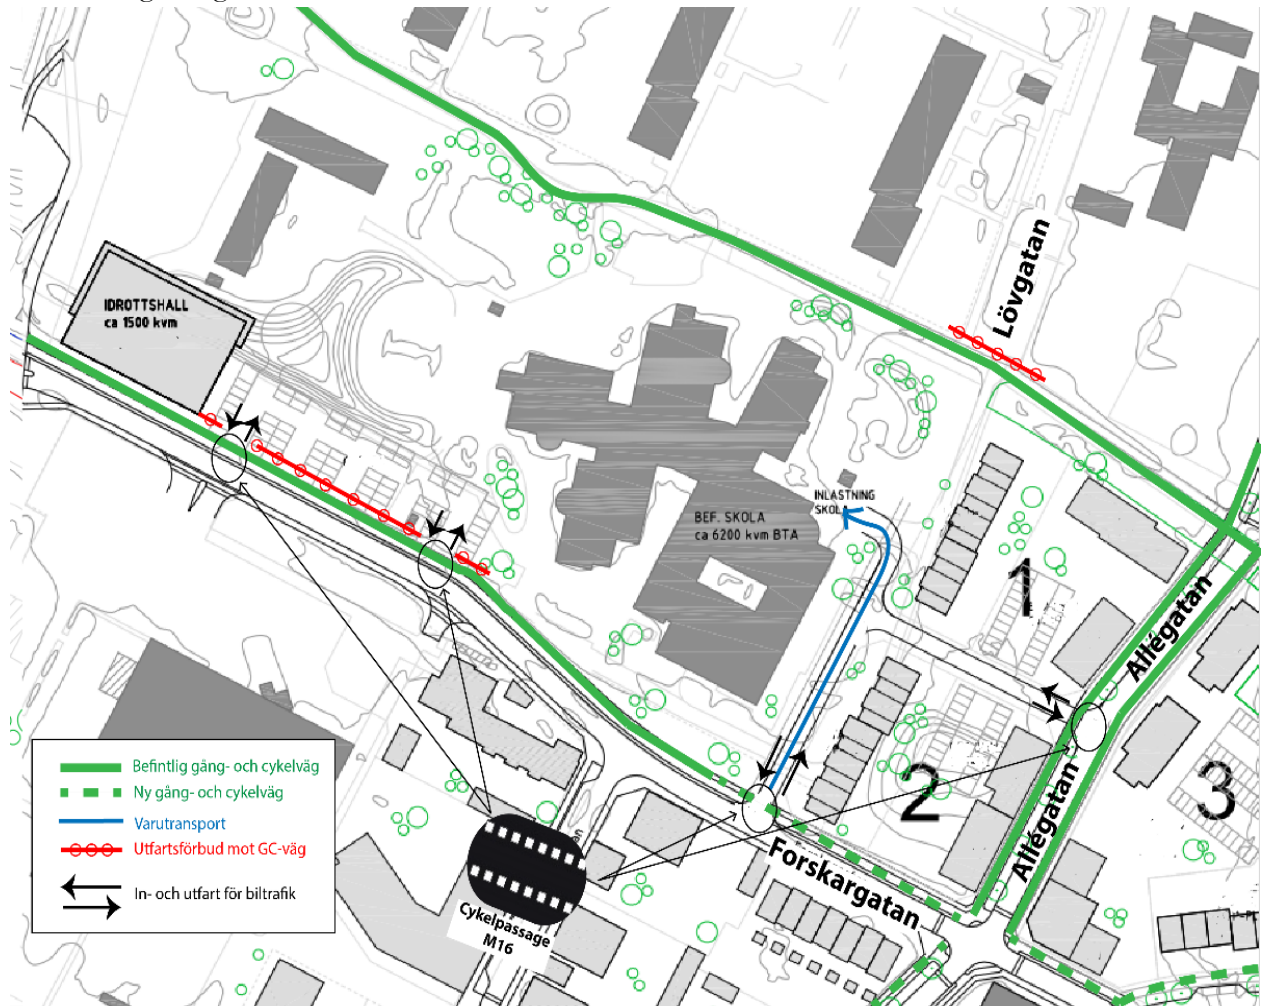 Lövgatan
IDROTTSHALL
ca 1500 kvm
INLASTNING
SKOLA
BEF. SKOLA
ca 6200 kvm BTA
1
Allégatan
2
Allégatan
3
Forskargatan
Befintlig gång- och cykelväg
Ny gång- och cykelväg
Varutransport
Utfartsförbud mot GC-väg
In- och utfart för biltrafik
Cykelpassage
M16